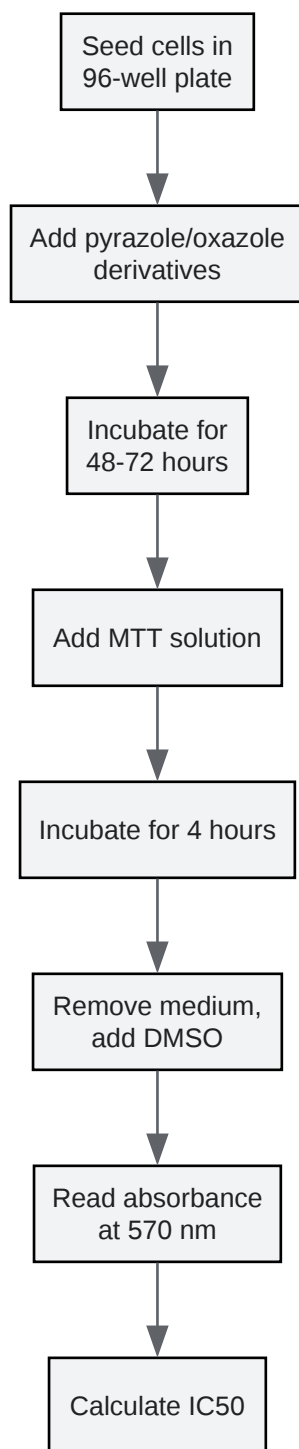 Seed cells in
96-well plate
Add pyrazole/oxazole
derivatives
Incubate for
48-72 hours
Add MTT solution
Incubate for 4 hours
Remove medium,
add DMSO
Read absorbance
at 570 nm
Calculate IC50